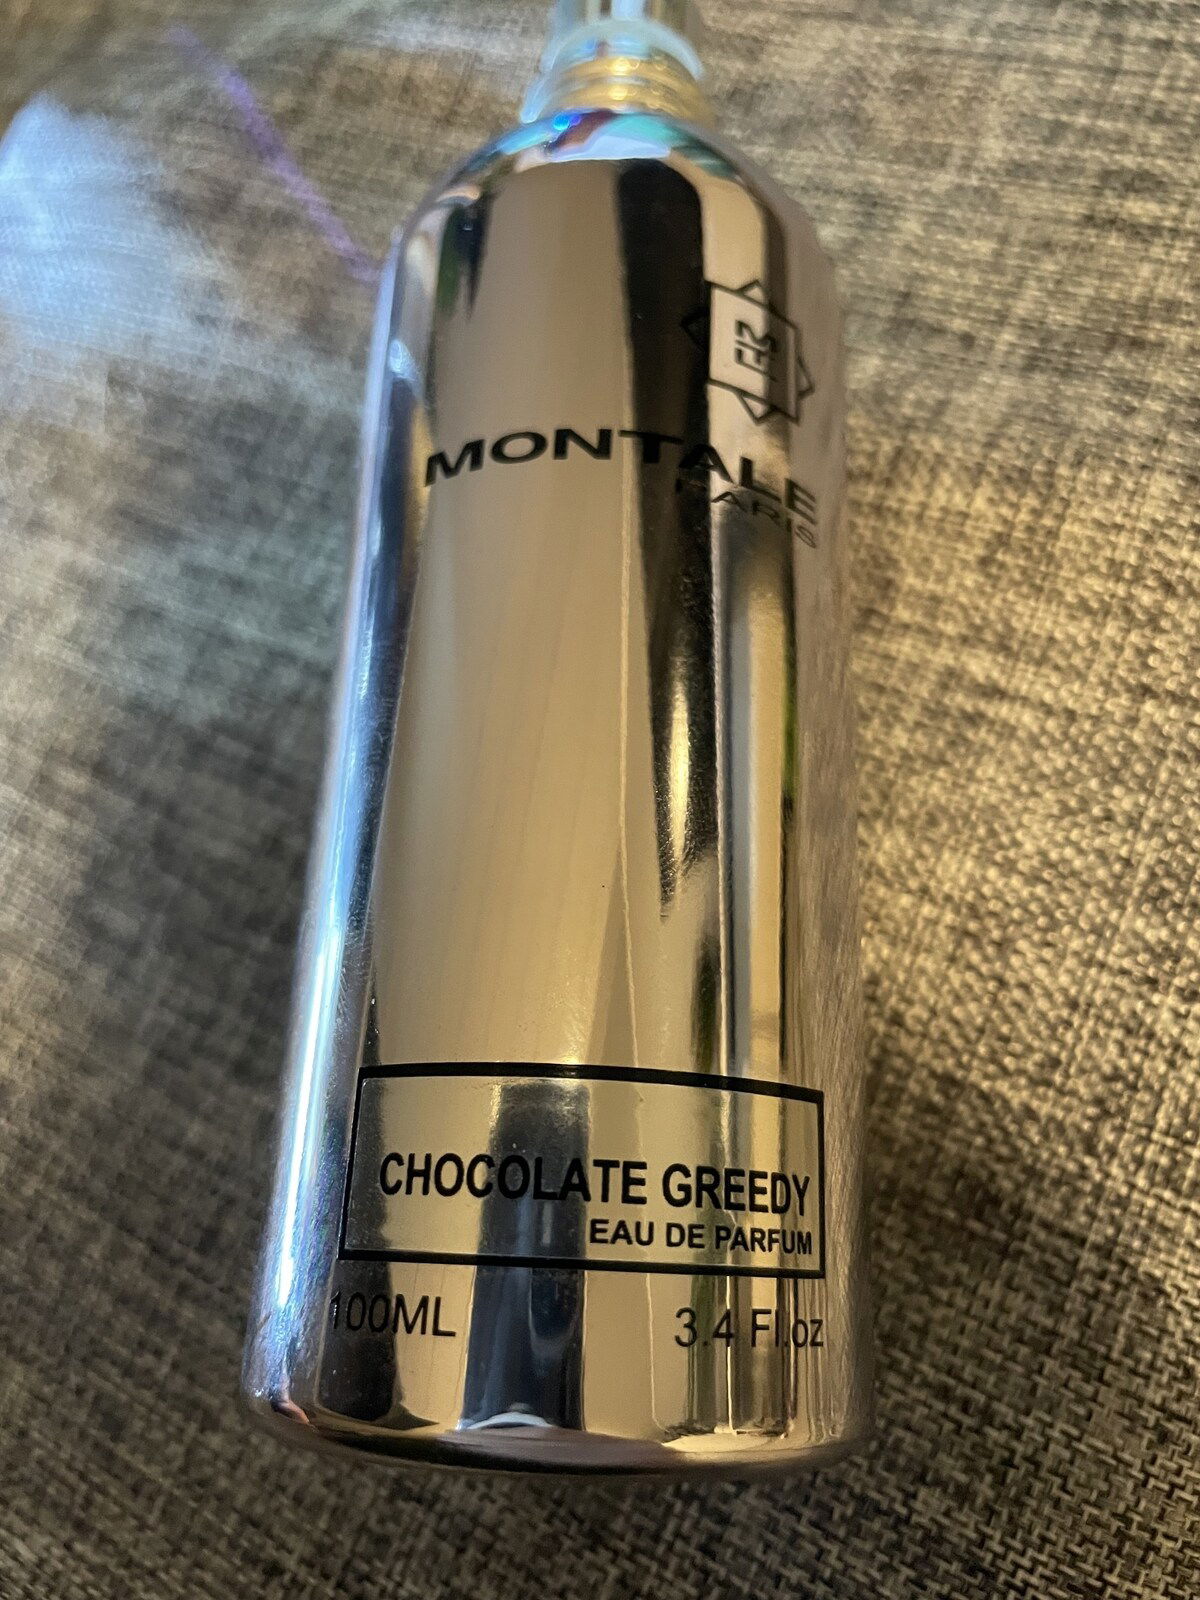 MONTALE
PARIS
CHOCOLATE GREEDY
EAU DE PARFUM
100ML 3.4 Fl.oz